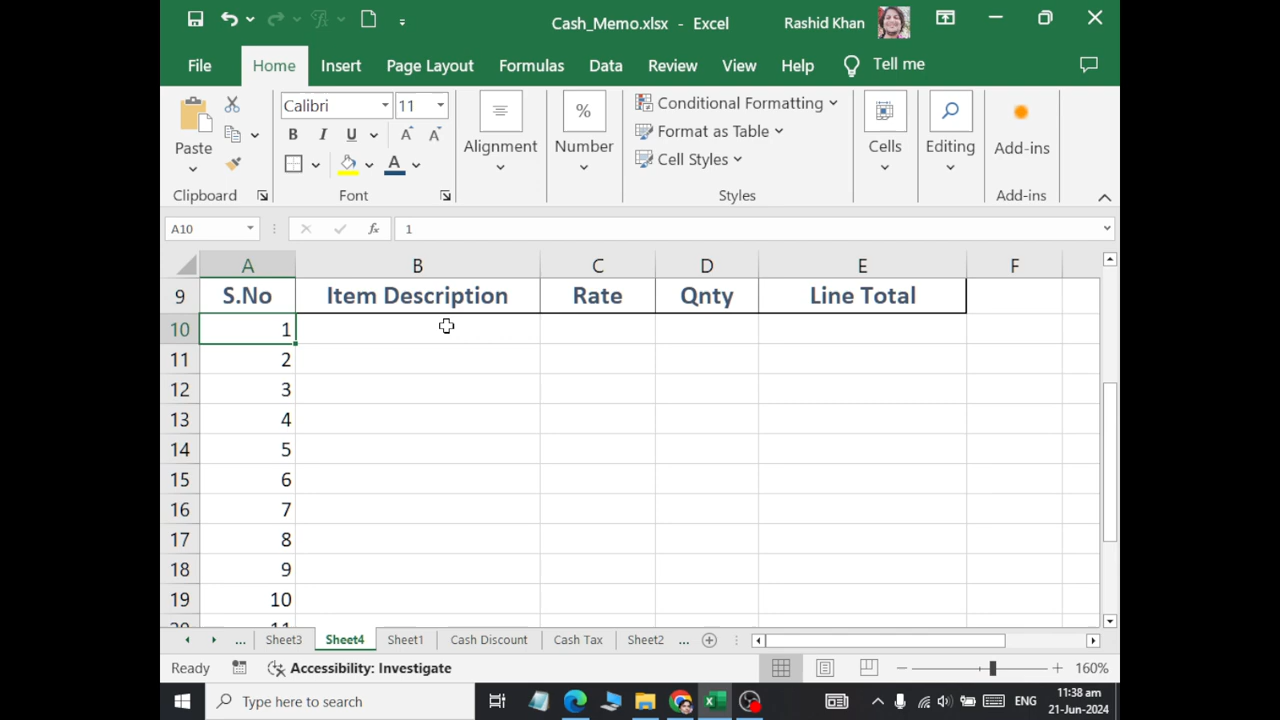 Cash_Memo.xlsx - Excel
Rashid Khan
File Home Insert Page Layout Formulas Data Review View Help Tell me
Paste
Calibri 11
B I U A A
A
Alignment
%
Number
Conditional Formatting
Format as Table
Cell Styles
Cells
Editing
Add-ins
Clipboard Font Styles Add-ins
A10 fx 1
A B C D E F
9 S.No Item Description Rate Qnty Line Total
10 1
11 2
12 3
13 4
14 5
15 6
16 7
17 8
18 9
19 10
... Sheet3 Sheet4 Sheet1 Cash Discount Cash Tax Sheet2 ...
Ready Accessibility: Investigate 160%
Type here to search ENG 11:38 am
21-Jun-2024